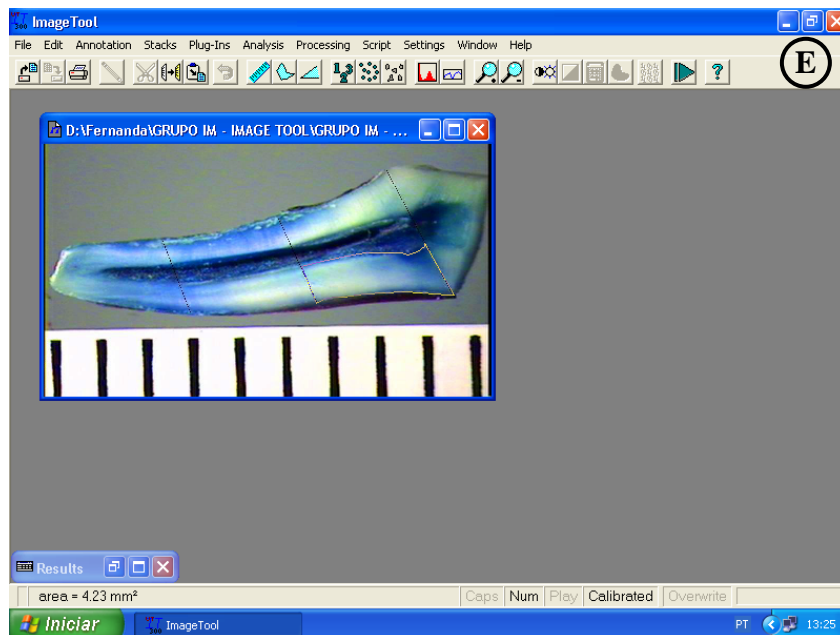 ImageTool
File Edit Annotation Stacks Plug-Ins Analysis Processing Script Settings Window Help
E
D:\Fernanda\GRUPO IM - IMAGE TOOL\GRUPO IM - ...
Results
area = 4.23 mm²
Caps Num Play Calibrated Overwrite
Iniciar ImageTool PT 13:25